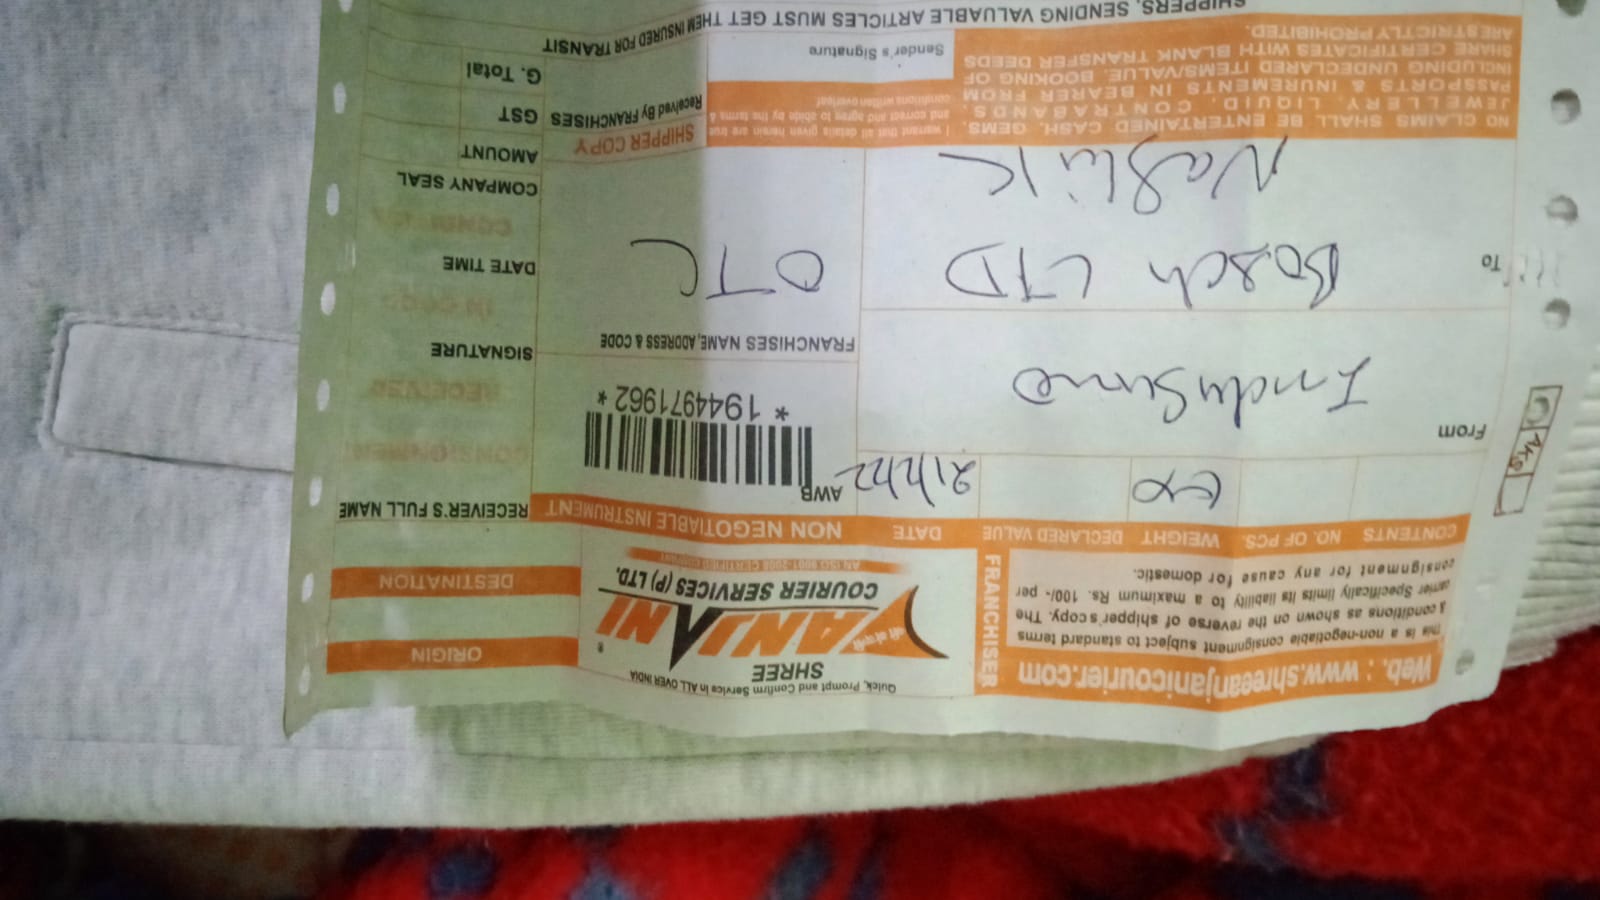 Quick, Prompt and Confirm Service in ALL OVER INDIA
SHREE
ANJANI ®
COURIER SERVICES (P) LTD.
AN ISO 9001-2008 CERTIFIED COMPANY
Web. : www.shreeanjanicourier.com
This is a non-negotiable consignment subject to standard terms
& conditions as shown on the reverse of shipper's copy. The
carrier Specifically limits its liability to a maximum Rs. 100/- per
consignment for any cause for domestic.
FRANCHISER
ORIGIN
DESTINATION
CONTENTS NO. OF PCS. WEIGHT DECLARED VALUE DATE NON NEGOTIABLE INSTRUMENT
21/2/22
AWB
* 1944971962 *
RECEIVER'S FULL NAME
CONSIGNMENT
RECEIVED
SIGNATURE
From
FRANCHISES NAME, ADDRESS & CODE
IN GOOD
DATE TIME
To Bosch LTD
Nashik
OTC
COMPANY SEAL
AMOUNT
GST
G. Total
NO CLAIMS SHALL BE ENTERTAINED CASH, GEMS,
JEWELLERY, LIQUID, CONTRABANDS,
PASSPORTS & INUREMENTS IN BEARER FROM
INCLUDING UNDECLARED ITEMS/VALUE, BOOKING OF
SHARE CERTIFICATES WITH BLANK TRANSFER DEEDS
ARESTRICTLY PROHIBITED.
I warrant that all details given herein are true
and correct and agree to abide by the terms &
conditions written overleaf
Sender's Signature
SHIPPER COPY
Received By FRANCHISES
SHIPPERS, SENDING VALUABLE ARTICLES MUST GET THEM INSURED FOR TRANSIT